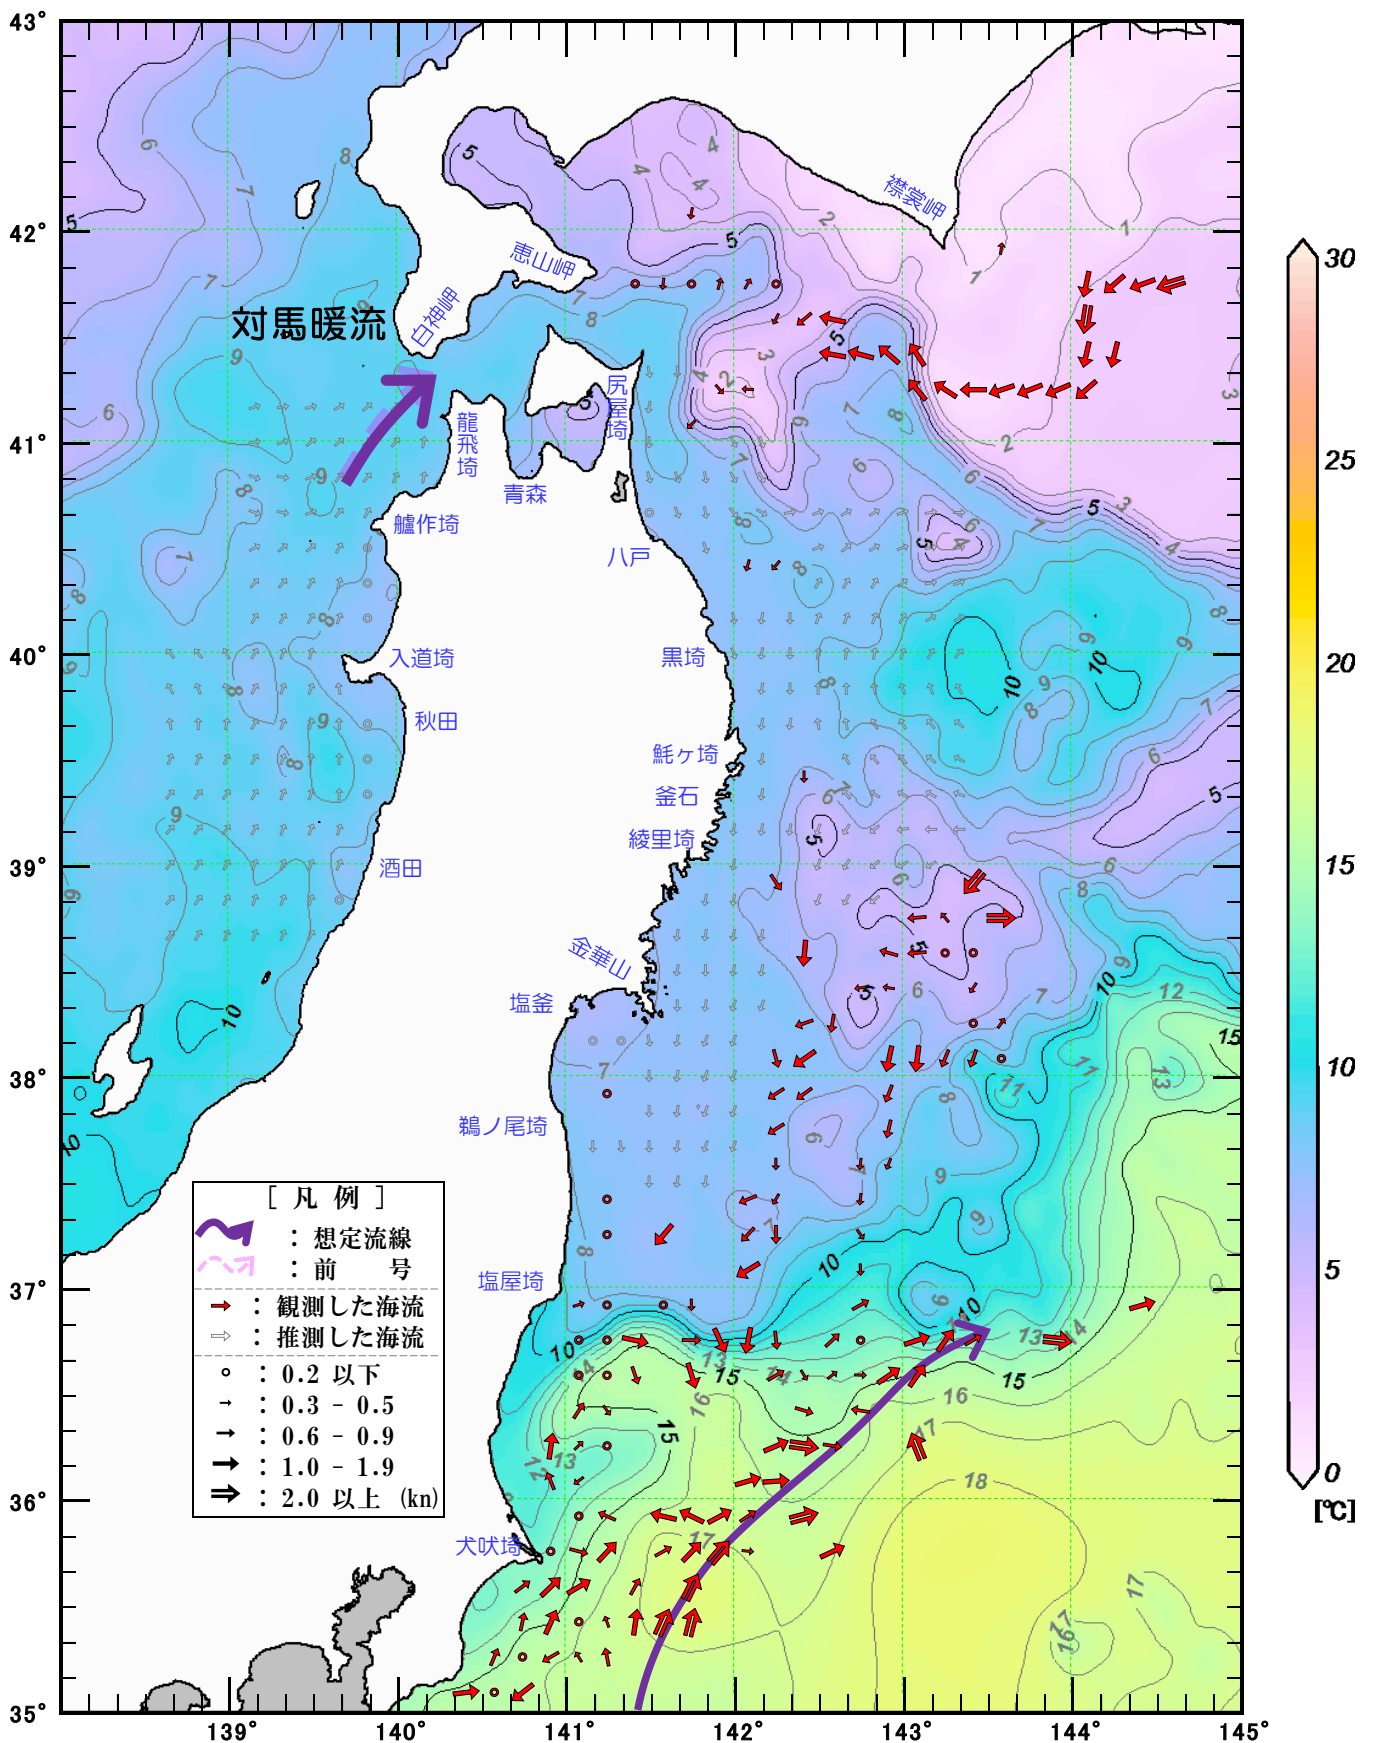 43°
42°
41°
40°
39°
38°
37°
36°
35°
139°
140°
141°
142°
143°
144°
145°
対馬暖流
襟裳岬
恵山岬
白神岬
尻屋埼
龍飛埼
青森
艫作埼
八戸
入道埼
黒埼
秋田
魹ヶ埼
釜石
綾里埼
酒田
金華山
塩釜
鵜ノ尾埼
塩屋埼
犬吠埼
[ 凡 例 ]
: 想定流線
: 前 号
: 観測した海流
: 推測した海流
: 0.2 以下
: 0.3 - 0.5
: 0.6 - 0.9
: 1.0 - 1.9
: 2.0 以上 (kn)
30
25
20
15
10
5
0
[℃]